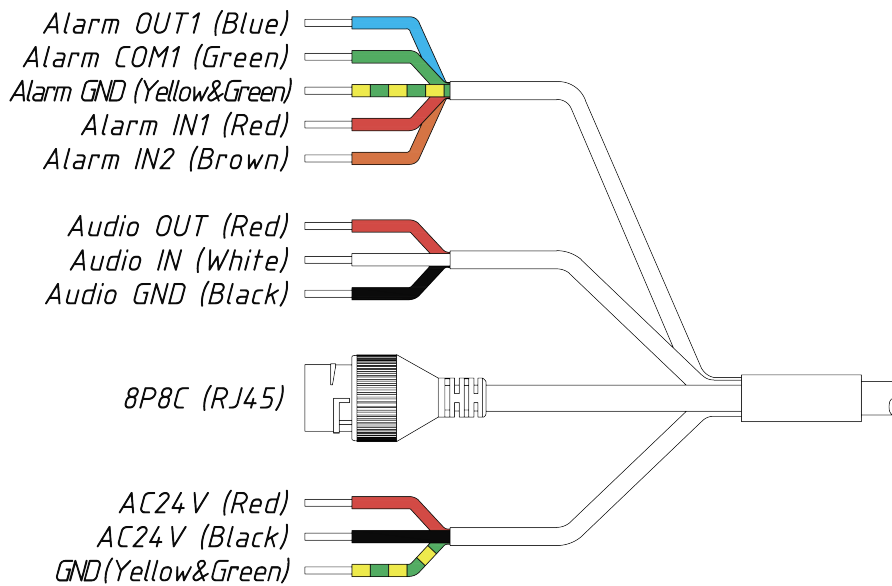 Alarm OUT1 (Blue)
Alarm COM1 (Green)
Alarm GND (Yellow&Green)
Alarm IN1 (Red)
Alarm IN2 (Brown)
Audio OUT (Red)
Audio IN (White)
Audio GND (Black)
8P8C (RJ45)
AC24V (Red)
AC24V (Black)
GND(Yellow&Green)